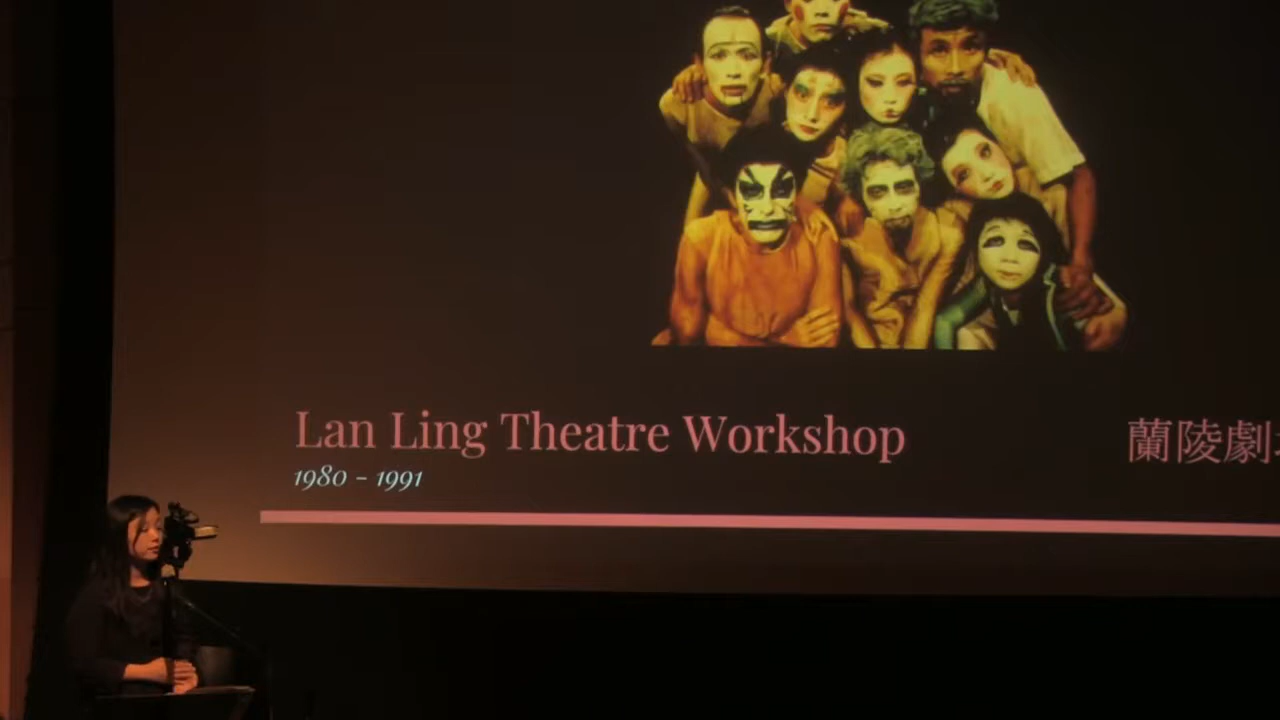 Lan Ling Theatre Workshop
蘭陵劇
1980 - 1991